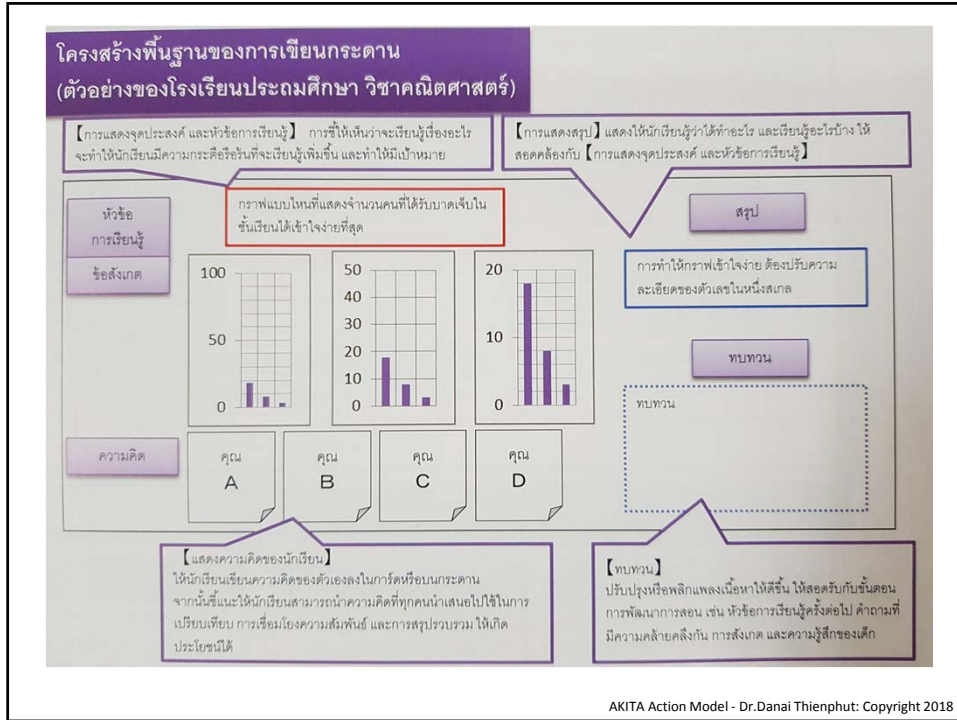 โครงสร้างพื้นฐานของการเขียนกระดาน
(ตัวอย่างของโรงเรียนประถมศึกษา วิชาคณิตศาสตร์)
【การแสดงจุดประสงค์ และหัวข้อการเรียนรู้】 การชี้ให้เห็นว่าจะเรียนรู้เรื่องอะไร
จะทำให้นักเรียนมีความกระตือรือร้นที่จะเรียนรู้เพิ่มขึ้น และทำให้มีเป้าหมาย
【การแสดงสรุป】 แสดงให้นักเรียนรู้ว่าได้ทำอะไร และเรียนรู้อะไรบ้าง ให้
สอดคล้องกับ【การแสดงจุดประสงค์ และหัวข้อการเรียนรู้】
หัวข้อ
การเรียนรู้
กราฟแบบไหนที่แสดงจำนวนคนที่ได้รับบาดเจ็บใน
ชั้นเรียนได้เข้าใจง่ายที่สุด
สรุป
ข้อสังเกต
100
50
0
50
40
30
20
10
0
20
10
0
การทำให้กราฟเข้าใจง่าย ต้องปรับความ
ละเอียดของตัวเลขในหนึ่งสเกล
ทบทวน
ทบทวน
ความคิด
คุณ
A
คุณ
B
คุณ
C
คุณ
D
【แสดงความคิดของนักเรียน】
ให้นักเรียนเขียนความคิดของตัวเองลงในการ์ดหรือบนกระดาน
จากนั้นชี้แนะให้นักเรียนสามารถนำความคิดที่ทุกคนนำเสนอไปใช้ในการ
เปรียบเทียบ การเชื่อมโยงความสัมพันธ์ และการสรุปรวบรวม ให้เกิด
ประโยชน์ได้
【ทบทวน】
ปรับปรุงหรือพลิกแพลงเนื้อหาให้ดีขึ้น ให้สอดรับกับขั้นตอน
การพัฒนาการสอน เช่น หัวข้อการเรียนรู้ครั้งต่อไป คำถามที่
มีความคล้ายคลึงกัน การสังเกต และความรู้สึกของเด็ก
AKITA Action Model - Dr.Danai Thienphut: Copyright 2018